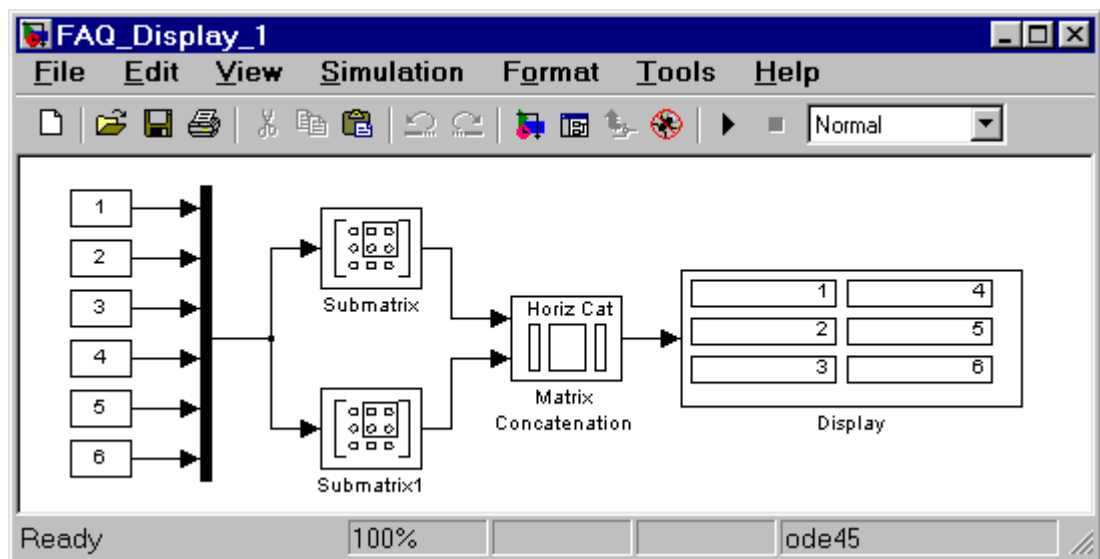 FAQ_Display_1
File Edit View Simulation Format Tools Help
Normal
1
2
3
4
5
6
Submatrix
Submatrix1
Horiz Cat
Matrix
Concatenation
1 4
2 5
3 6
Display
Ready 100% ode45